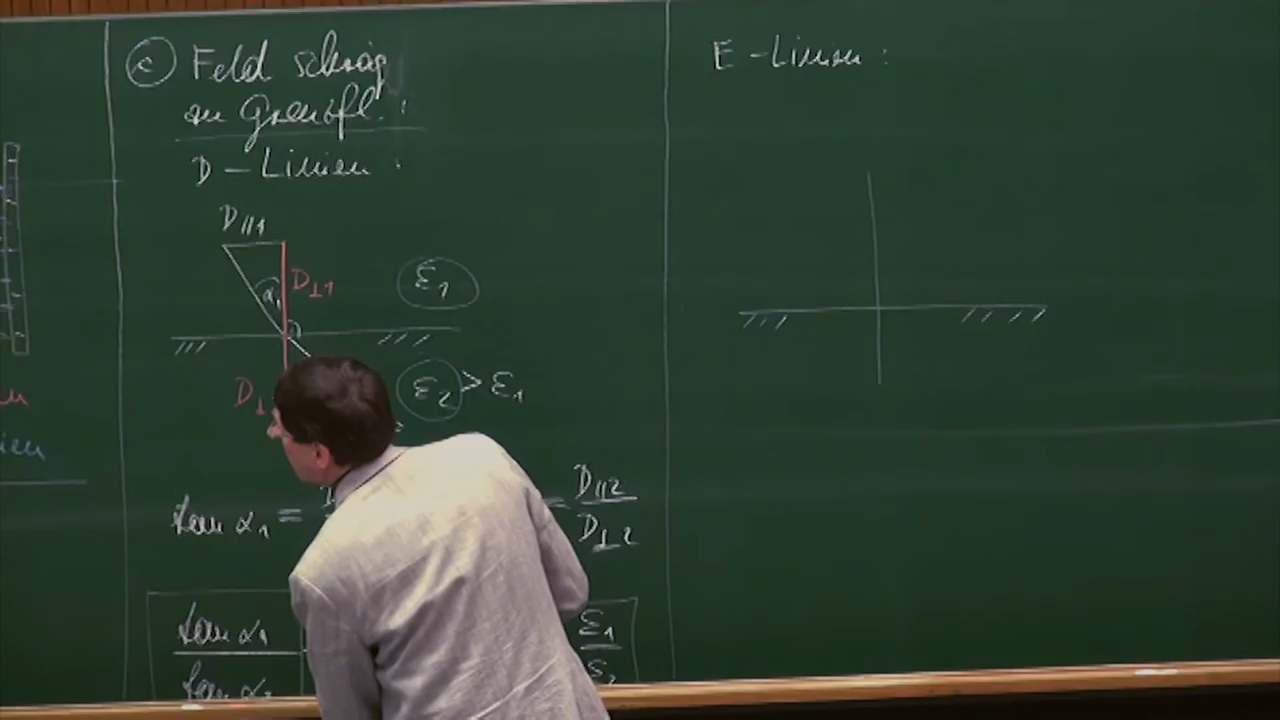 c Feld schräg
an Grenzfl.:
D - Linien:
D∥1
α1
D⊥1
ε1
D⊥
ε2 > ε1
tan α1 =
= D∥2 / D⊥2
tan α1 / tan α2
ε1 / ε2
E - Linien: